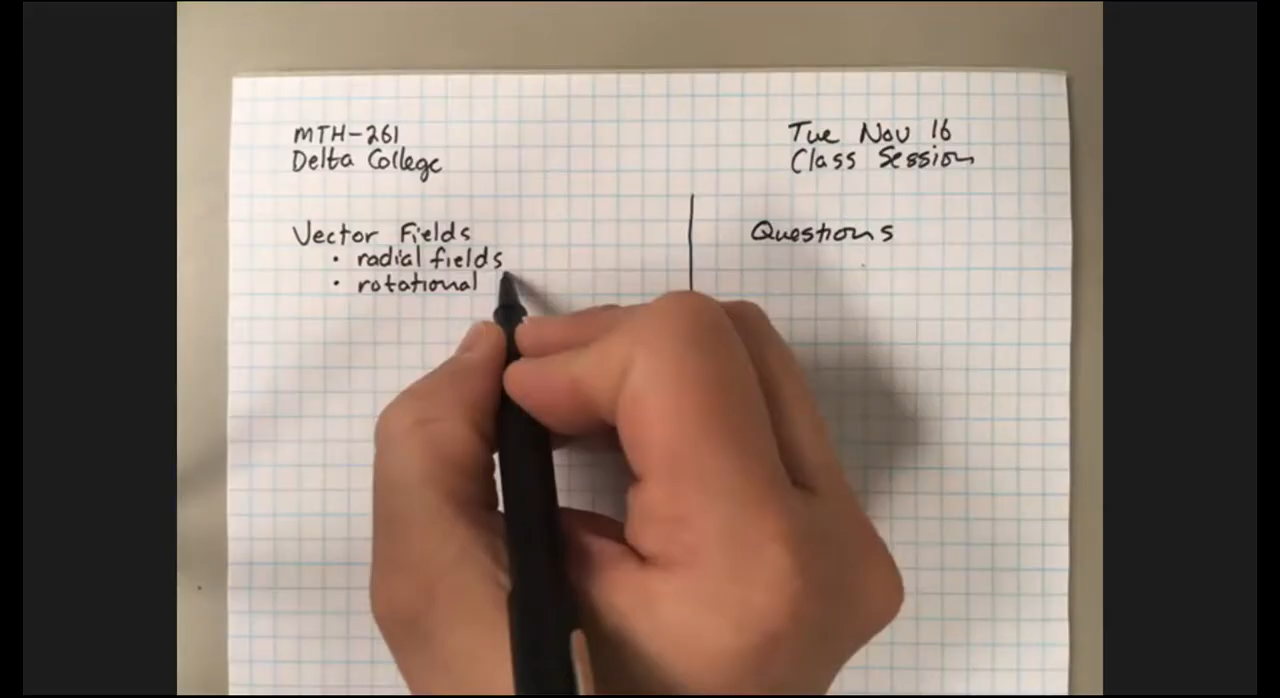 MTH-261
Delta College
Tue Nov 16
Class Session
Vector Fields
• radial fields
• rotational
Questions